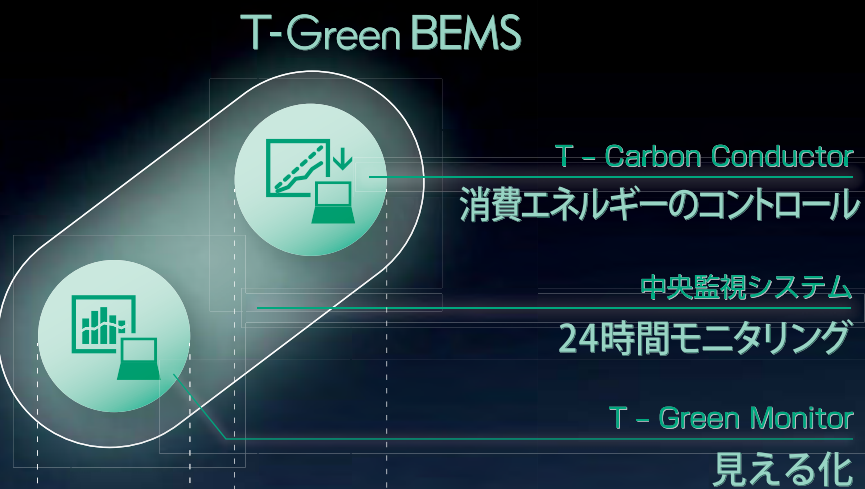 T-Green BEMS
T – Carbon Conductor
消費エネルギーのコントロール
中央監視システム
24時間モニタリング
T – Green Monitor
見える化